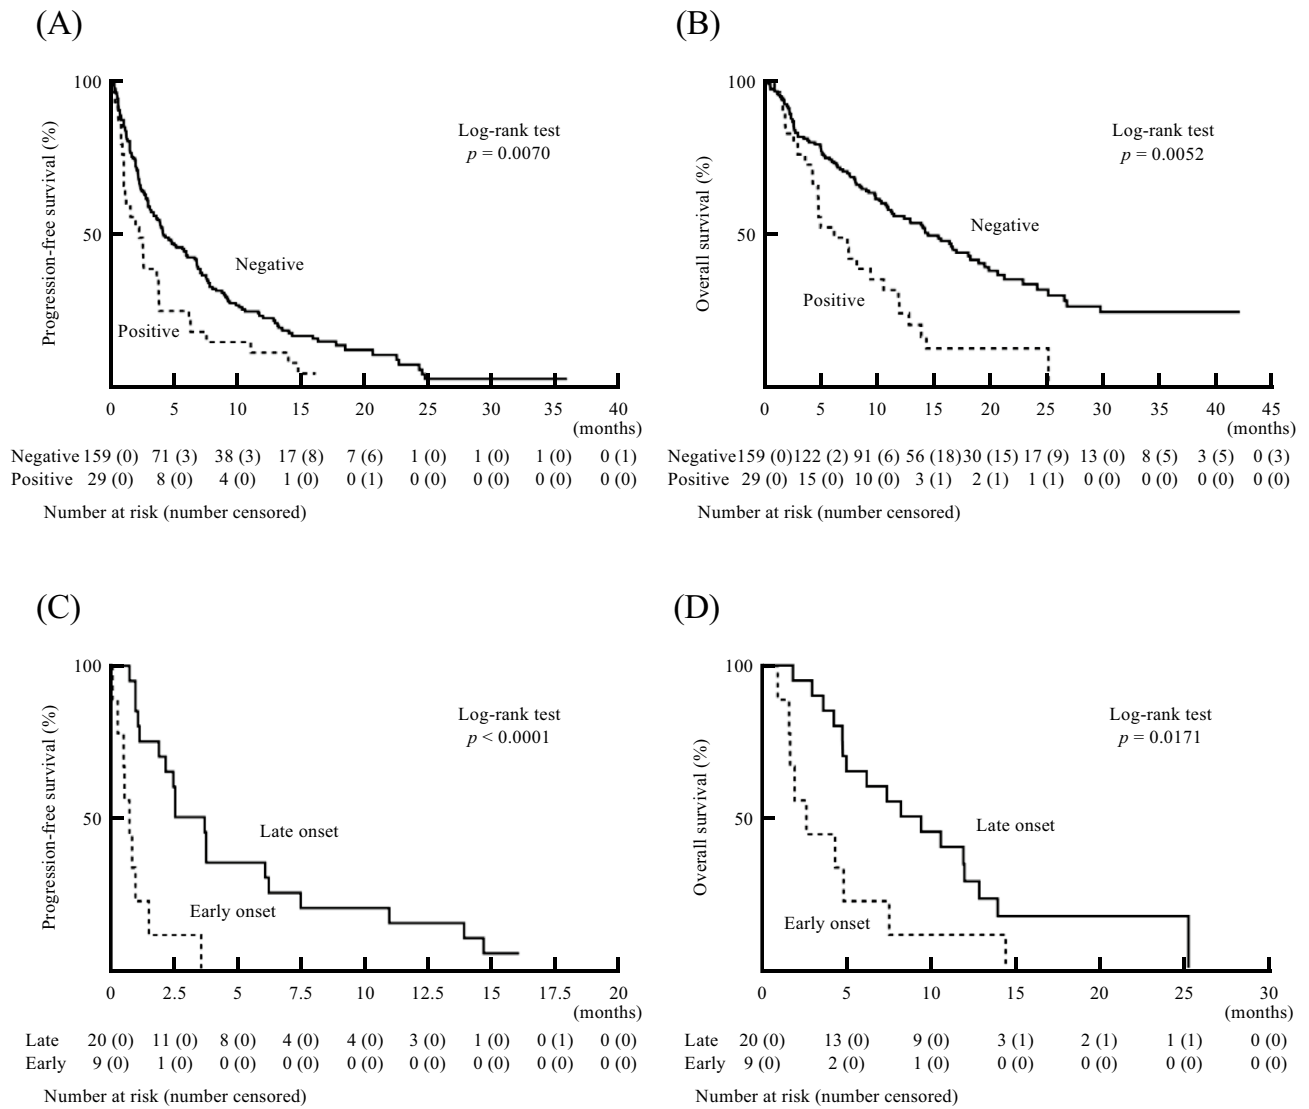 (A)
100
50
Progression-free survival (%)
Log-rank test
p = 0.0070
Negative
Positive
0 5 10 15 20 25 30 35 40
(months)
Negative 159 (0) 71 (3) 38 (3) 17 (8) 7 (6) 1 (0) 1 (0) 1 (0) 0 (1)
Positive 29 (0) 8 (0) 4 (0) 1 (0) 0 (1) 0 (0) 0 (0) 0 (0) 0 (0)
Number at risk (number censored)
(B)
100
50
Overall survival (%)
Log-rank test
p = 0.0052
Negative
Positive
0 5 10 15 20 25 30 35 40 45
(months)
Negative 159 (0) 122 (2) 91 (6) 56 (18) 30 (15) 17 (9) 13 (0) 8 (5) 3 (5) 0 (3)
Positive 29 (0) 15 (0) 10 (0) 3 (1) 2 (1) 1 (1) 0 (0) 0 (0) 0 (0) 0 (0)
Number at risk (number censored)
(C)
100
50
Progression-free survival (%)
Log-rank test
p < 0.0001
Late onset
Early onset
0 2.5 5 7.5 10 12.5 15 17.5 20
(months)
Late 20 (0) 11 (0) 8 (0) 4 (0) 4 (0) 3 (0) 1 (0) 0 (1) 0 (0)
Early 9 (0) 1 (0) 0 (0) 0 (0) 0 (0) 0 (0) 0 (0) 0 (0) 0 (0)
Number at risk (number censored)
(D)
100
50
Overall survival (%)
Log-rank test
p = 0.0171
Late onset
Early onset
0 5 10 15 20 25 30
(months)
Late 20 (0) 13 (0) 9 (0) 3 (1) 2 (1) 1 (1) 0 (0)
Early 9 (0) 2 (0) 1 (0) 0 (0) 0 (0) 0 (0) 0 (0)
Number at risk (number censored)